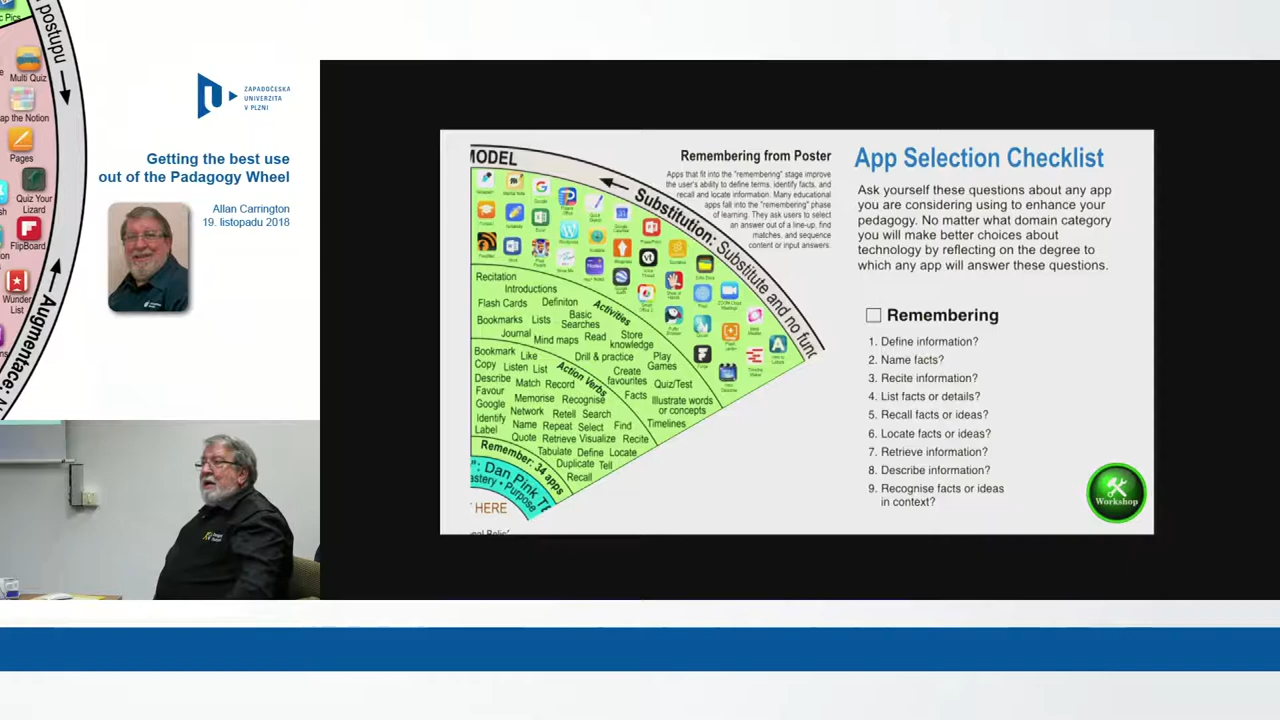 c Pics
postupu
Multi Quiz
ap the Notion
Pages
Quiz Your
Lizard
FlipBoard
Wunder
List
Augmentace:
ZÁPADOČESKÁ
UNIVERZITA
V PLZNI
Getting the best use
out of the Padagogy Wheel
Allan Carrington
19. listopadu 2018
MODEL
Substitution: Substitute and no func
Remembering from Poster
Apps that fit into the "remembering" stage improve
the user's ability to define terms, identify facts, and
recall and locate information. Many educational
apps fall into the "remembering" phase
of learning. They ask users to select
an answer out of a line-up, find
matches, and sequence
content or input answers.
Recitation
Introductions
Flash Cards Definiton
Activities
Bookmarks Lists Basic
Searches
Journal Mind maps Read Store
knowledge
Drill & practice Play
Games
Create
favourites Quiz/Test
Facts Illustrate words
or concepts
Timelines
Action Verbs
Bookmark Like
Copy Listen List
Describe Match Record
Favour Memorise Recognise
Google Network Retell Search
Identify Name Repeat Select Find
Label Quote Retrieve Visualize Recite
Tabulate Define Locate
Duplicate Tell
Recall
Remember: 34 apps
": Dan Pink T
astery • Purpose
HERE
App Selection Checklist
Ask yourself these questions about any app
you are considering using to enhance your
pedagogy. No matter what domain category
you will make better choices about
technology by reflecting on the degree to
which any app will answer these questions.
Remembering
1. Define information?
2. Name facts?
3. Recite information?
4. List facts or details?
5. Recall facts or ideas?
6. Locate facts or ideas?
7. Retrieve information?
8. Describe information?
9. Recognise facts or ideas
in context?
Workshop